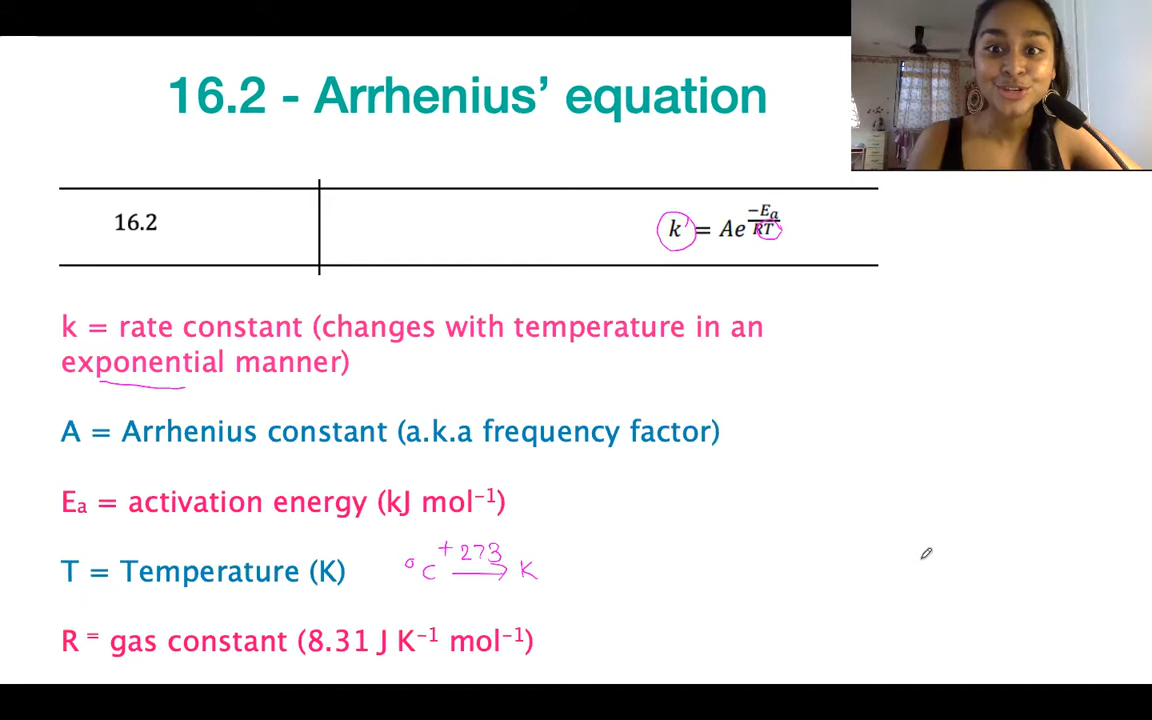 16.2 - Arrhenius’ equation
16.2 k = Ae^(−Ea/RT)
k = rate constant (changes with temperature in an
exponential manner)
A = Arrhenius constant (a.k.a frequency factor)
Eₐ = activation energy (kJ mol⁻¹)
T = Temperature (K) °C +273 → K
R = gas constant (8.31 J K⁻¹ mol⁻¹)